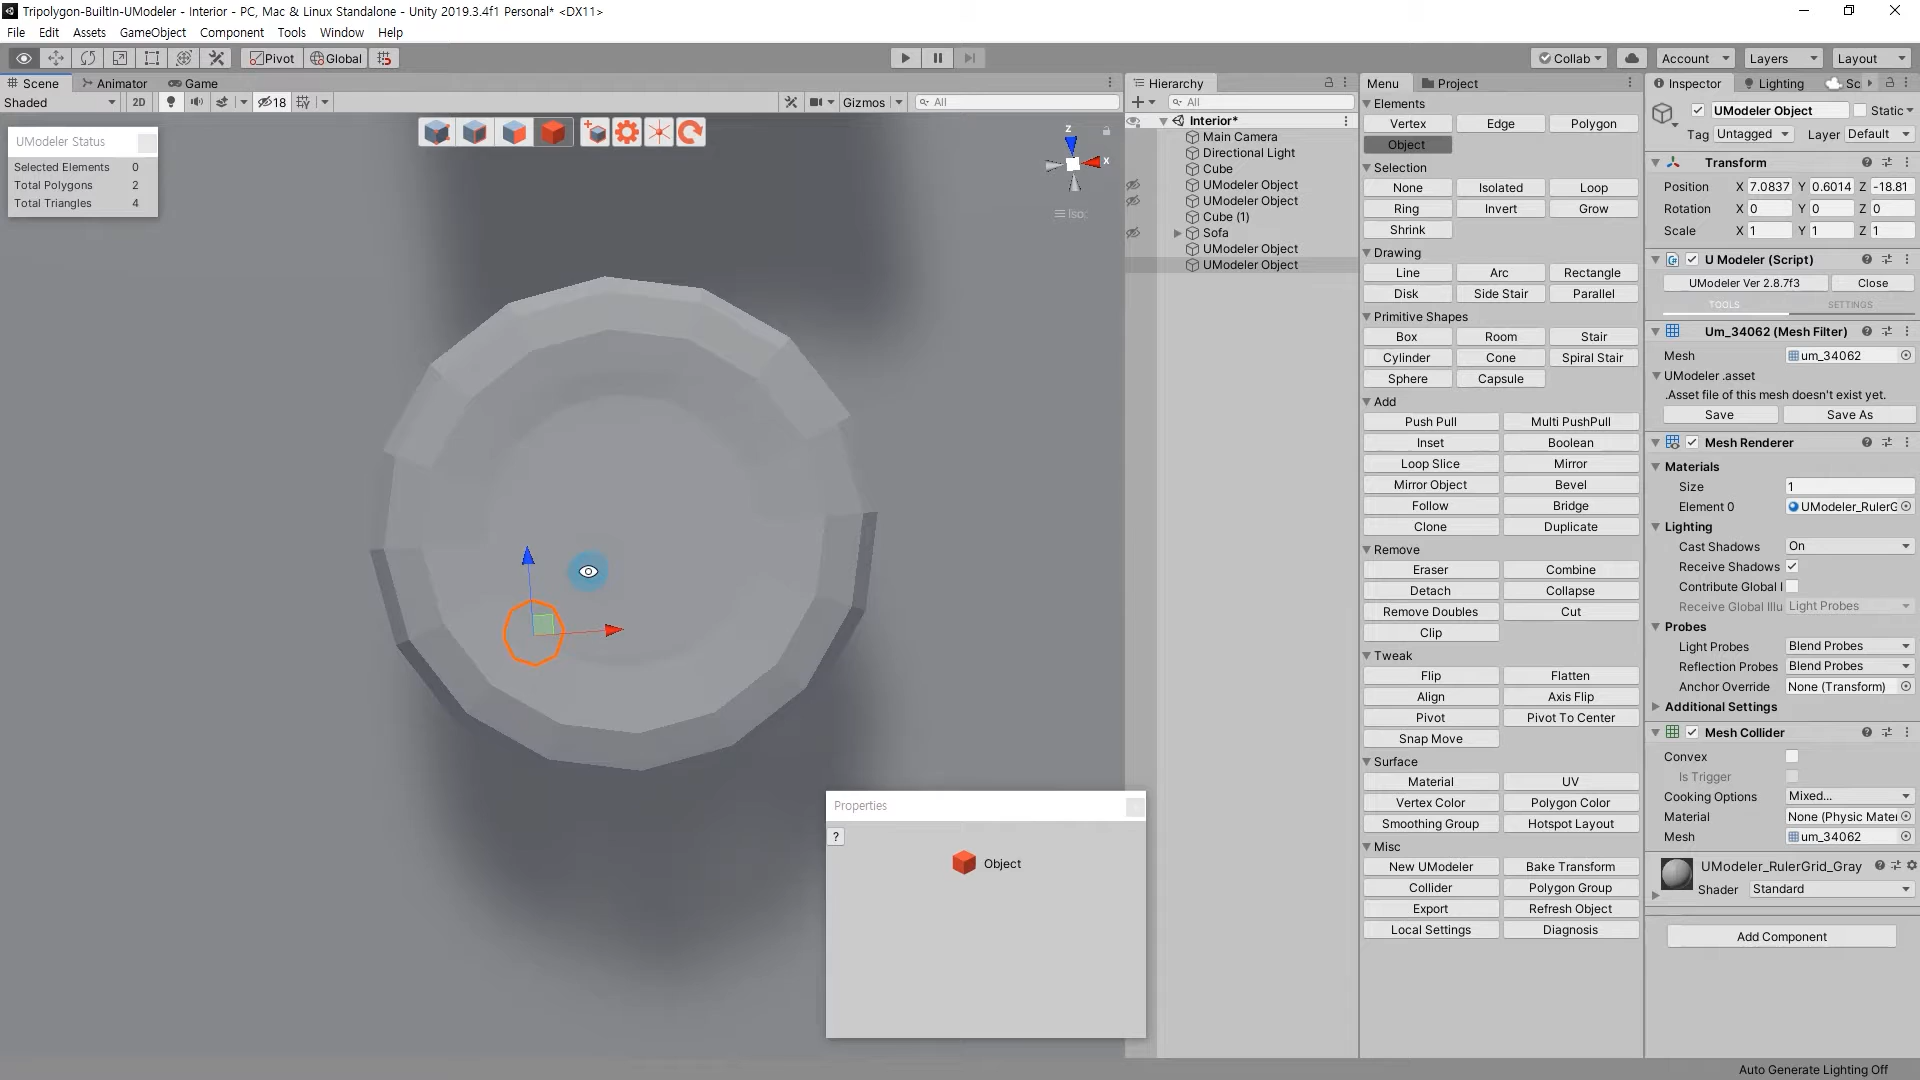 Tripolygon-BuiltIn-UModeler - Interior - PC, Mac & Linux Standalone - Unity 2019.3.4f1 Personal* <DX11>
File Edit Assets GameObject Component Tools Window Help
Pivot Global Collab Account Layers Layout
Scene Animator Game
Shaded 2D 18 Gizmos All
UModeler Status
Selected Elements 0
Total Polygons 2
Total Triangles 4
z
x
Iso
Properties
?
Object
Hierarchy
All
Interior*
Main Camera
Directional Light
Cube
UModeler Object
UModeler Object
Cube (1)
Sofa
UModeler Object
UModeler Object
Menu Project
Elements
Vertex Edge Polygon
Object
Selection
None Isolated Loop
Ring Invert Grow
Shrink
Drawing
Line Arc Rectangle
Disk Side Stair Parallel
Primitive Shapes
Box Room Stair
Cylinder Cone Spiral Stair
Sphere Capsule
Add
Push Pull Multi PushPull
Inset Boolean
Loop Slice Mirror
Mirror Object Bevel
Follow Bridge
Clone Duplicate
Remove
Eraser Combine
Detach Collapse
Remove Doubles Cut
Clip
Tweak
Flip Flatten
Align Axis Flip
Pivot Pivot To Center
Snap Move
Surface
Material UV
Vertex Color Polygon Color
Smoothing Group Hotspot Layout
Misc
New UModeler Bake Transform
Collider Polygon Group
Export Refresh Object
Local Settings Diagnosis
Inspector Lighting Sc
UModeler Object Static
Tag Untagged Layer Default
Transform
Position X 7.0837 Y 0.6014 Z -18.81
Rotation X 0 Y 0 Z 0
Scale X 1 Y 1 Z 1
U Modeler (Script)
UModeler Ver 2.8.7f3 Close
TOOLS SETTINGS
Um_34062 (Mesh Filter)
Mesh um_34062
UModeler .asset
.Asset file of this mesh doesn't exist yet.
Save Save As
Mesh Renderer
Materials
Size 1
Element 0 UModeler_RulerG
Lighting
Cast Shadows On
Receive Shadows
Contribute Global I
Receive Global Illu Light Probes
Probes
Light Probes Blend Probes
Reflection Probes Blend Probes
Anchor Override None (Transform)
Additional Settings
Mesh Collider
Convex
Is Trigger
Cooking Options Mixed...
Material None (Physic Mater
Mesh um_34062
UModeler_RulerGrid_Gray
Shader Standard
Add Component
Auto Generate Lighting Off